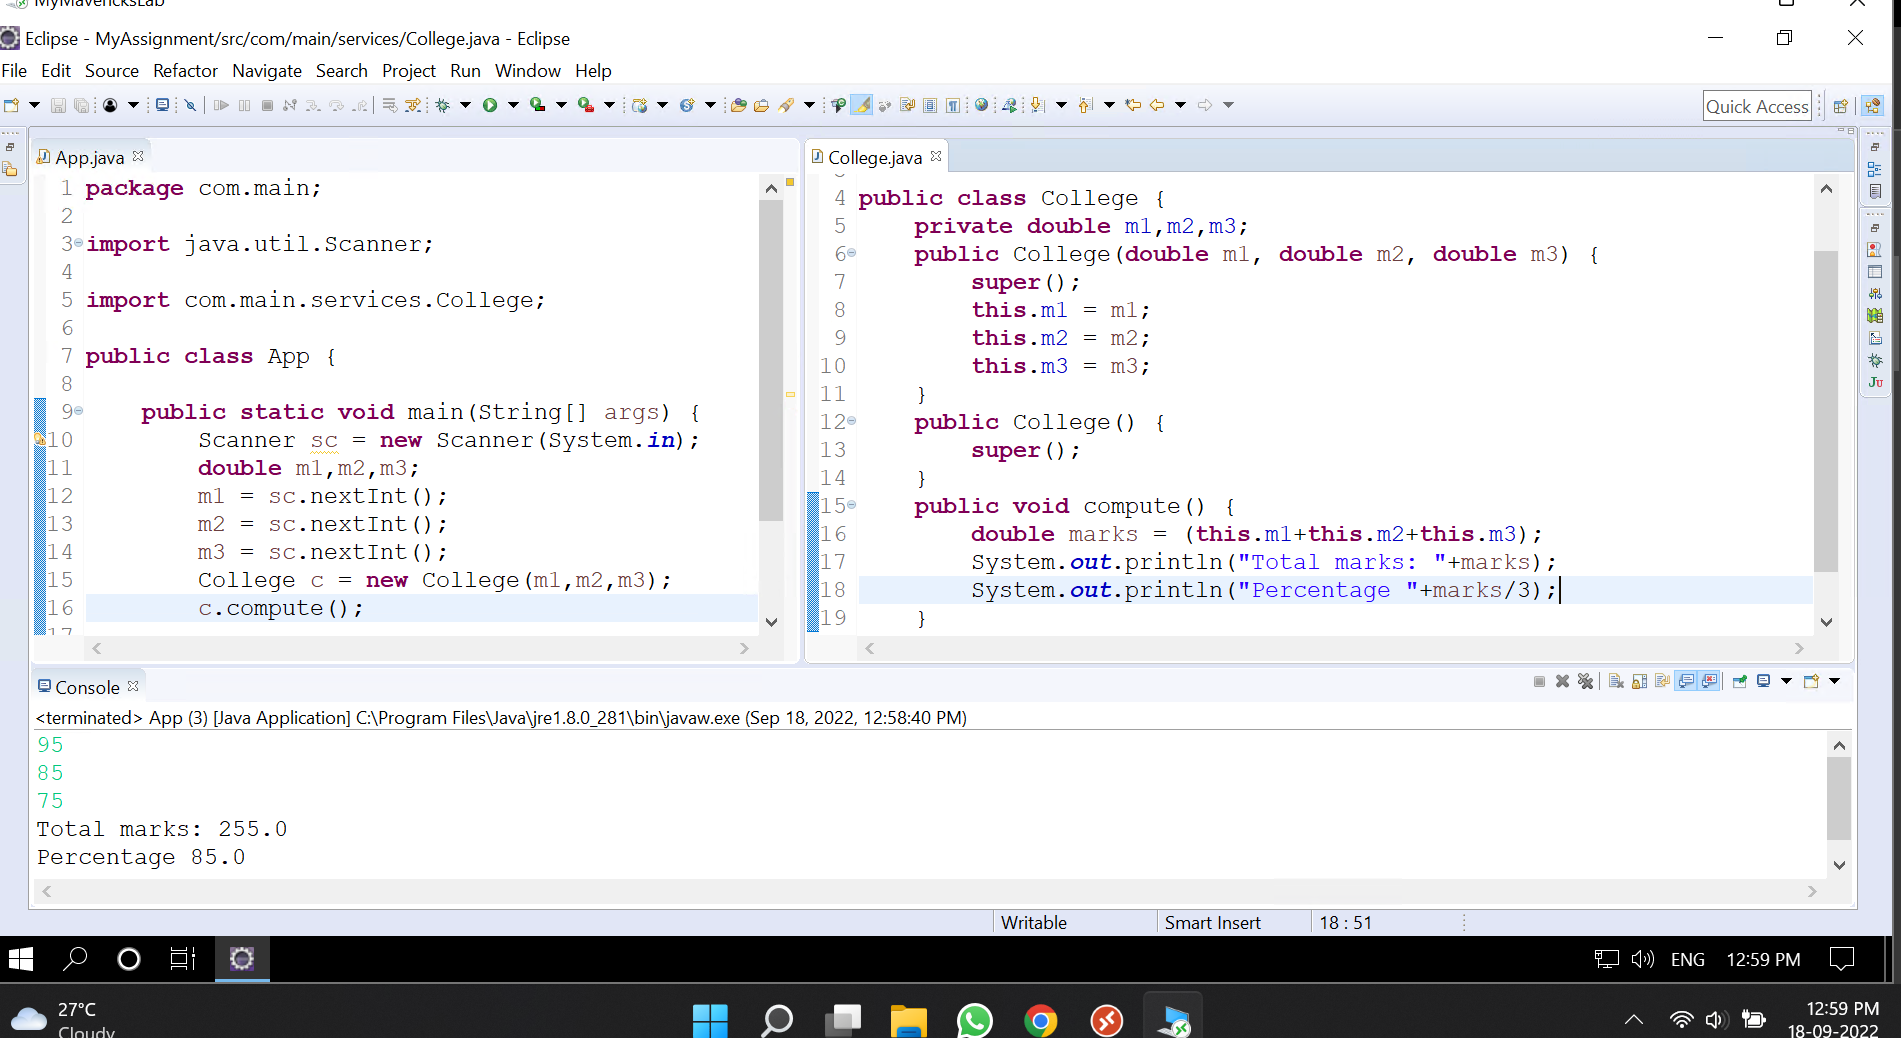 MyMavericksLab
Eclipse - MyAssignment/src/com/main/services/College.java - Eclipse
File Edit Source Refactor Navigate Search Project Run Window Help
Quick Access
App.java
1 package com.main;
2
3 import java.util.Scanner;
4
5 import com.main.services.College;
6
7 public class App {
8
9 public static void main(String[] args) {
10 Scanner sc = new Scanner(System.in);
11 double m1,m2,m3;
12 m1 = sc.nextInt();
13 m2 = sc.nextInt();
14 m3 = sc.nextInt();
15 College c = new College(m1,m2,m3);
16 c.compute();
17
College.java
4 public class College {
5 private double m1,m2,m3;
6 public College(double m1, double m2, double m3) {
7 super();
8 this.m1 = m1;
9 this.m2 = m2;
10 this.m3 = m3;
11 }
12 public College() {
13 super();
14 }
15 public void compute() {
16 double marks = (this.m1+this.m2+this.m3);
17 System.out.println("Total marks: "+marks);
18 System.out.println("Percentage "+marks/3);
19 }
Console
<terminated> App (3) [Java Application] C:\Program Files\Java\jre1.8.0_281\bin\javaw.exe (Sep 18, 2022, 12:58:40 PM)
95
85
75
Total marks: 255.0
Percentage 85.0
Writable Smart Insert 18 : 51
ENG 12:59 PM
27°C
Cloudy
12:59 PM
18-09-2022